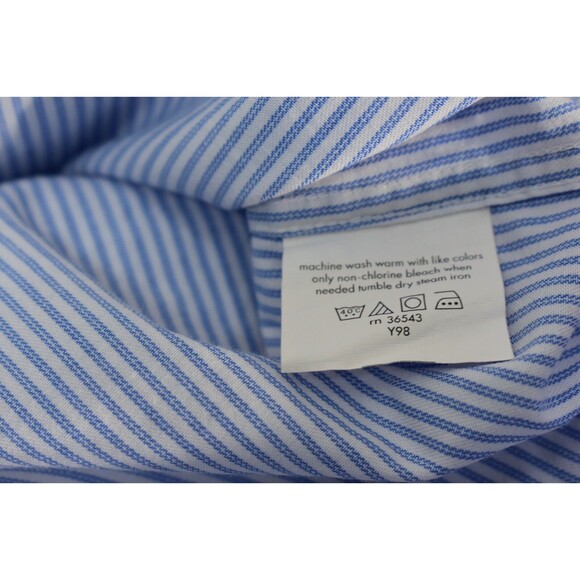 machine wash warm with like colors
only non-chlorine bleach when
needed tumble dry steam iron
40C
rn 36543
Y98